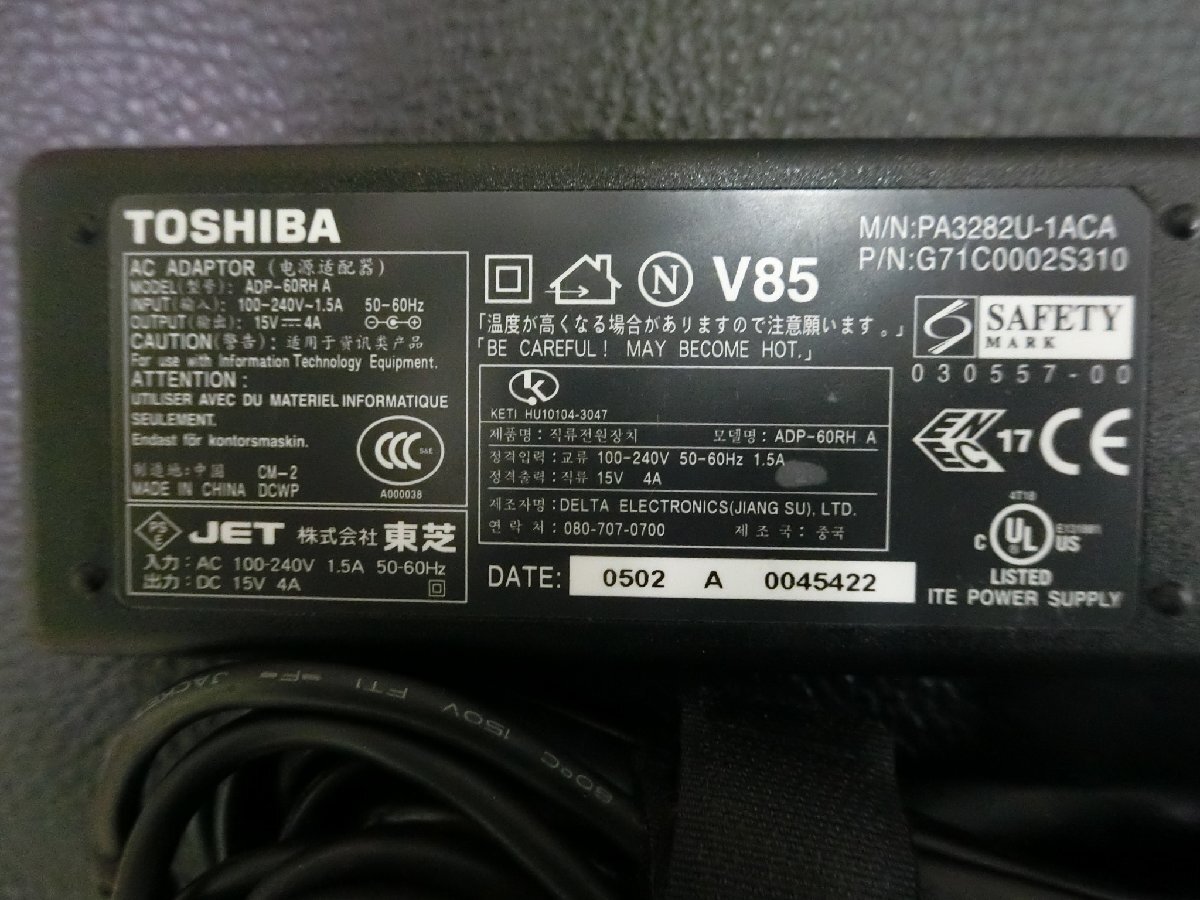 TOSHIBA
AC ADAPTOR (电源适配器)
MODEL(型号): ADP-60RH A
INPUT(输入): 100-240V~1.5A 50-60Hz
OUTPUT(输出): 15V⎓4A
CAUTION(警告): 适用于资讯类产品
For use with Information Technology Equipment.
ATTENTION :
UTILISER AVEC DU MATERIEL INFORMATIQUE
SEULEMENT.
Endast för kontorsmaskin.
制造地:中国 CM-2
MADE IN CHINA DCWP
CCC S&E
A000038
PS E JET 株式会社 東芝
入力:AC 100-240V 1.5A 50-60Hz
出力:DC 15V 4A
N V85
「温度が高くなる場合がありますので注意願います。」
「BE CAREFUL! MAY BECOME HOT.」
KETI HU10104-3047
제품명: 직류전원장치 모델명: ADP-60RH A
정격입력: 교류 100-240V 50-60Hz 1.5A
정격출력: 직류 15V 4A
제조자명: DELTA ELECTRONICS(JIANG SU), LTD.
연락처: 080-707-0700 제조국: 중국
DATE: 0502 A 0045422
M/N:PA3282U-1ACA
P/N:G71C0002S310
SAFETY
MARK
030557-00
17 CE
4T18
C UL US
LISTED
ITE POWER SUPPLY
60°C 150V FTI -F-